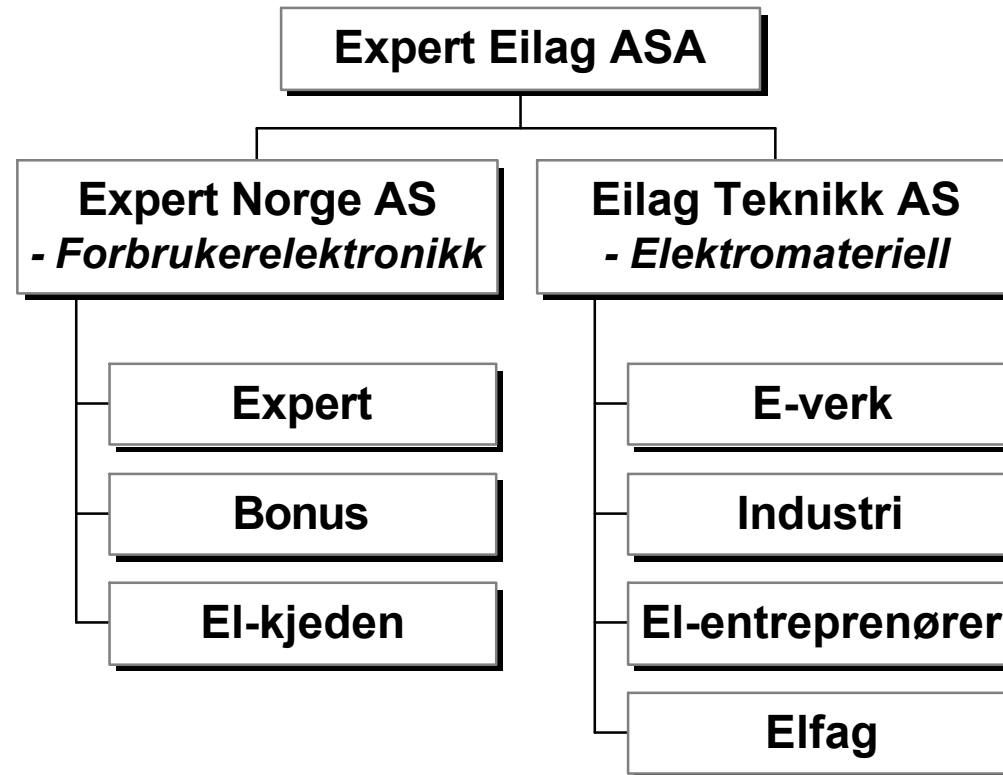 Expert Eilag ASA
Expert Norge AS
- Forbrukerelektronikk
Expert
Bonus
El-kjeden
Eilag Teknikk AS
- Elektromateriell
E-verk
Industri
El-entreprenører
Elfag